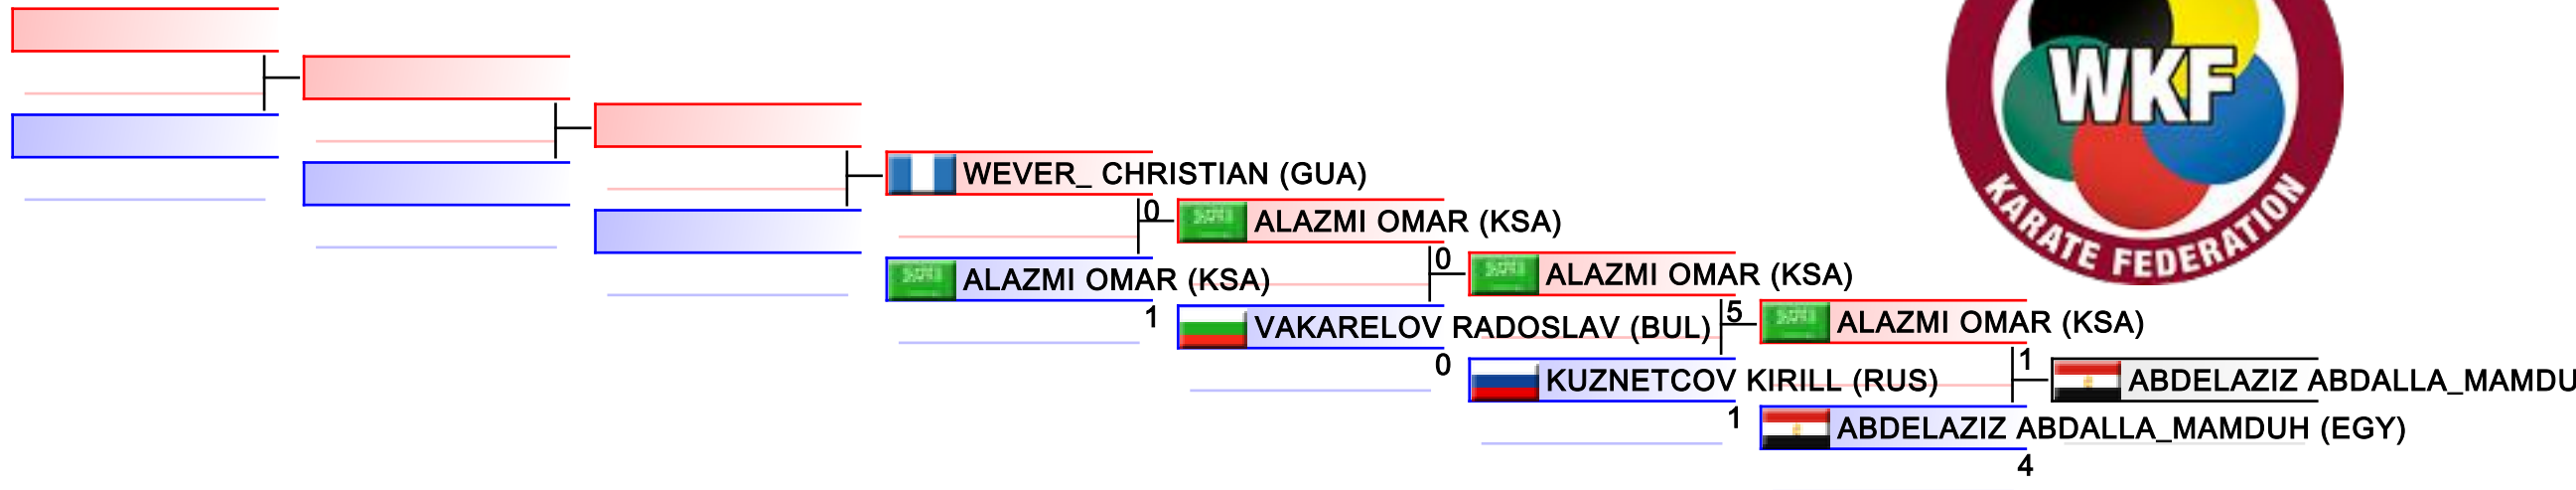 WKF
KARATE FEDERATION
WEVER_ CHRISTIAN (GUA)
0
ALAZMI OMAR (KSA)
ALAZMI OMAR (KSA)
1
0
ALAZMI OMAR (KSA)
VAKARELOV RADOSLAV (BUL)
0
5
ALAZMI OMAR (KSA)
KUZNETCOV KIRILL (RUS)
1
1
ABDELAZIZ ABDALLA_MAMDU
ABDELAZIZ ABDALLA_MAMDUH (EGY)
4